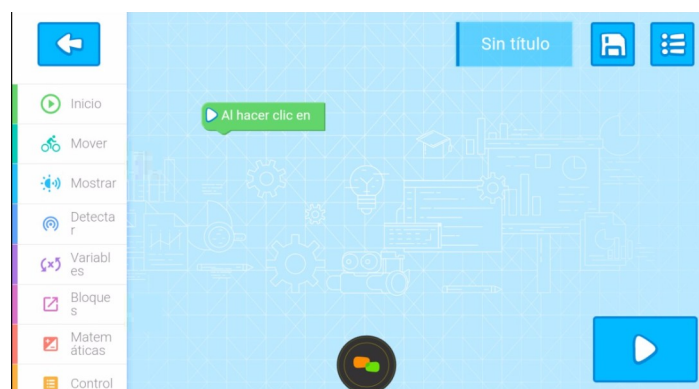 Sin título
Inicio
Al hacer clic en
Mover
Mostrar
Detecta
r
Variabl
es
Bloque
s
Matem
áticas
Control